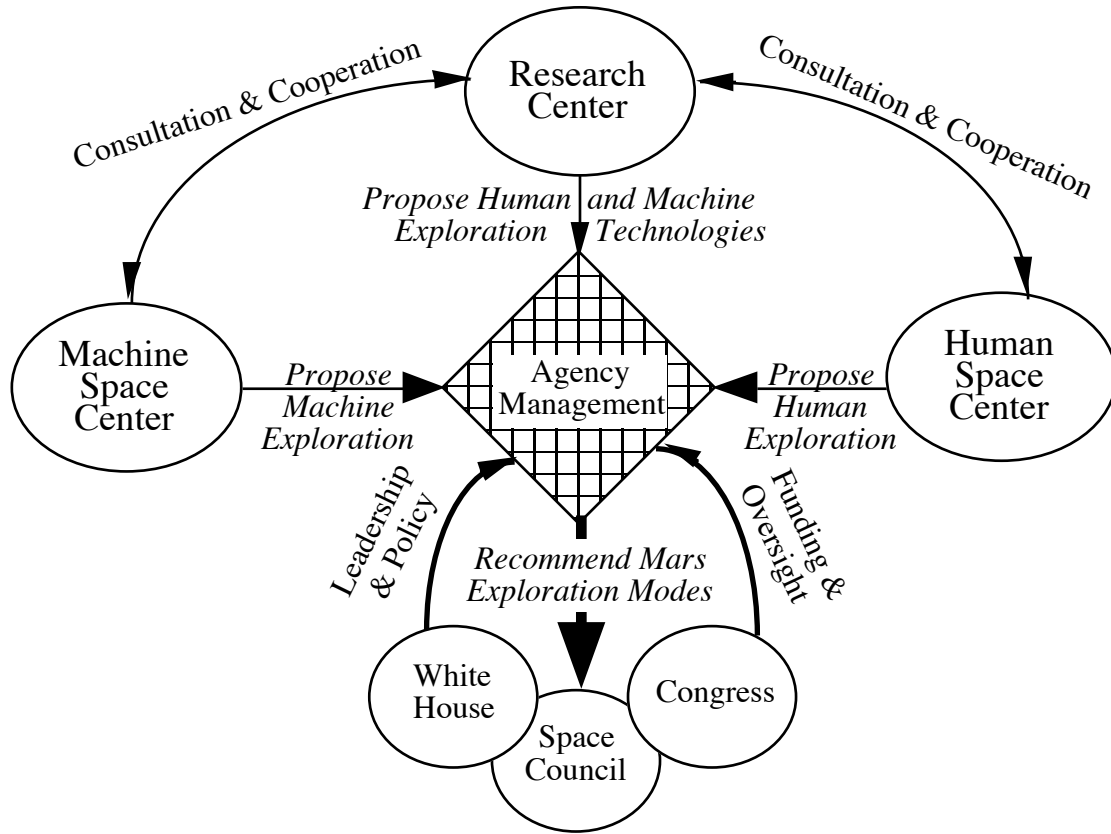 Research
Center
Consultation & Cooperation
Consultation & Cooperation
Propose Human and Machine
Exploration Technologies
Machine
Space
Center
Propose
Machine
Exploration
Agency
Management
Propose
Human
Exploration
Human
Space
Center
Leadership
& Policy
Recommend Mars
Exploration Modes
Funding &
Oversight
White
House
Space
Council
Congress